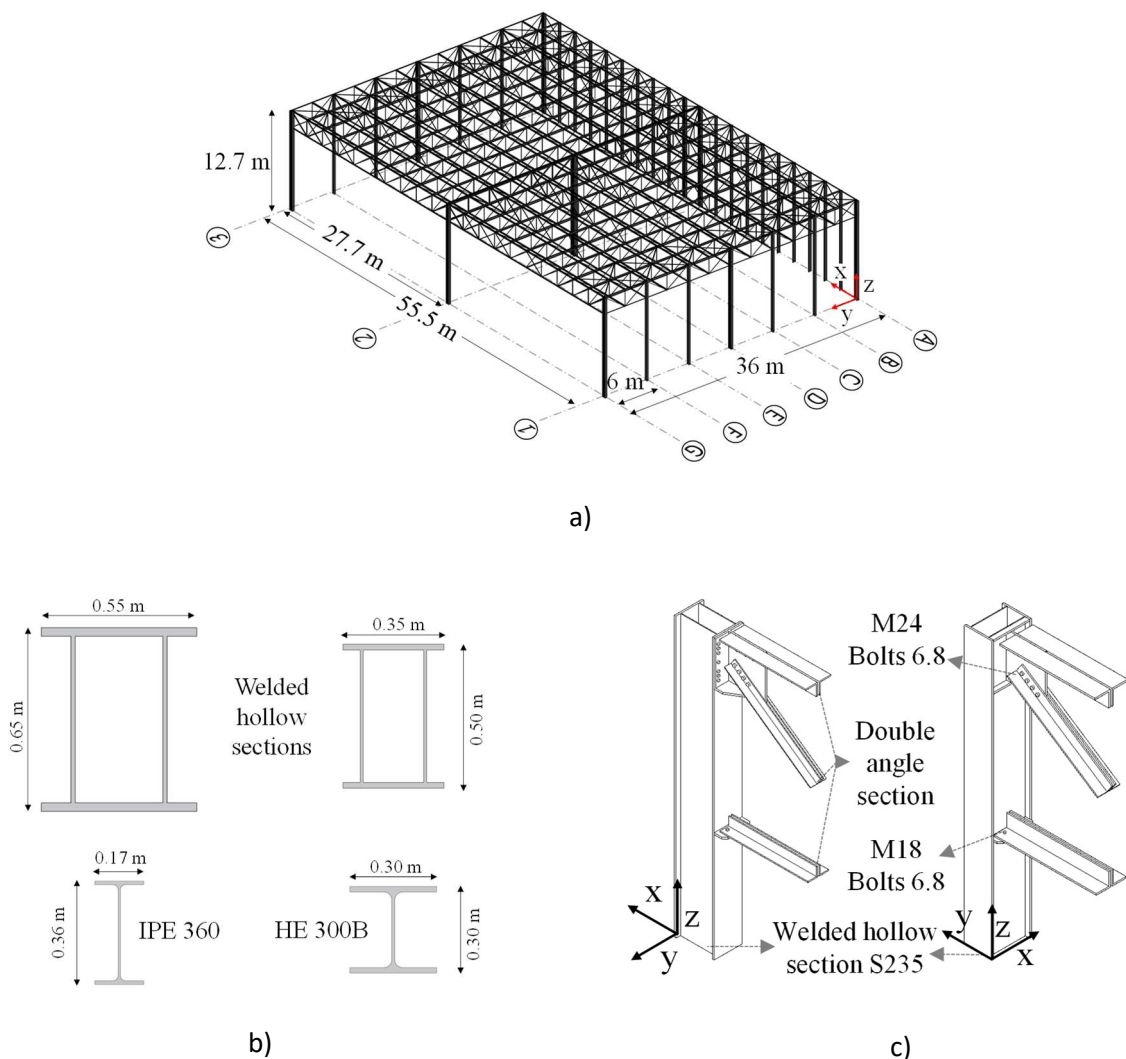 12.7 m
27.7 m
55.5 m
36 m
6 m
x
z
y
3
2
1
A
B
C
D
E
F
G
a)
0.55 m
0.65 m
Welded
hollow
sections
0.35 m
0.50 m
0.17 m
0.36 m
IPE 360
0.30 m
HE 300B
0.30 m
b)
M24
Bolts 6.8
Double
angle
section
M18
Bolts 6.8
Welded hollow
section S235
x
z
y
y
z
x
c)